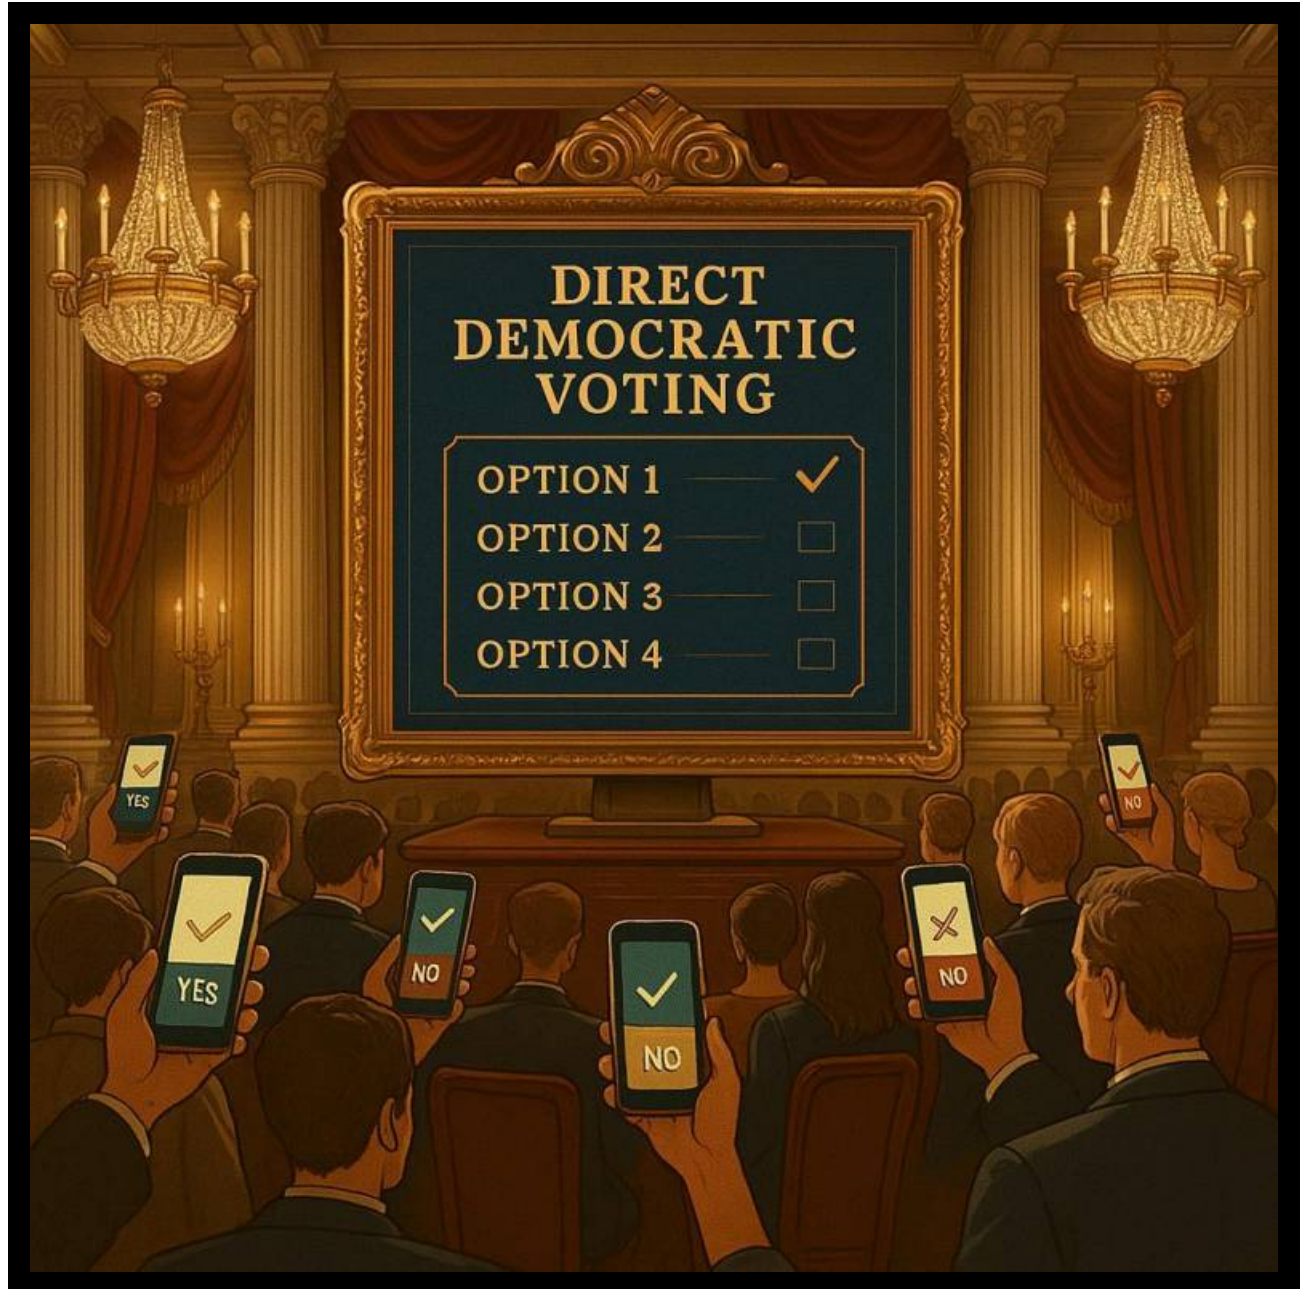 DIRECT
DEMOCRATIC
VOTING
OPTION 1
OPTION 2
OPTION 3
OPTION 4
YES
NO
YES
NO
NO
NO